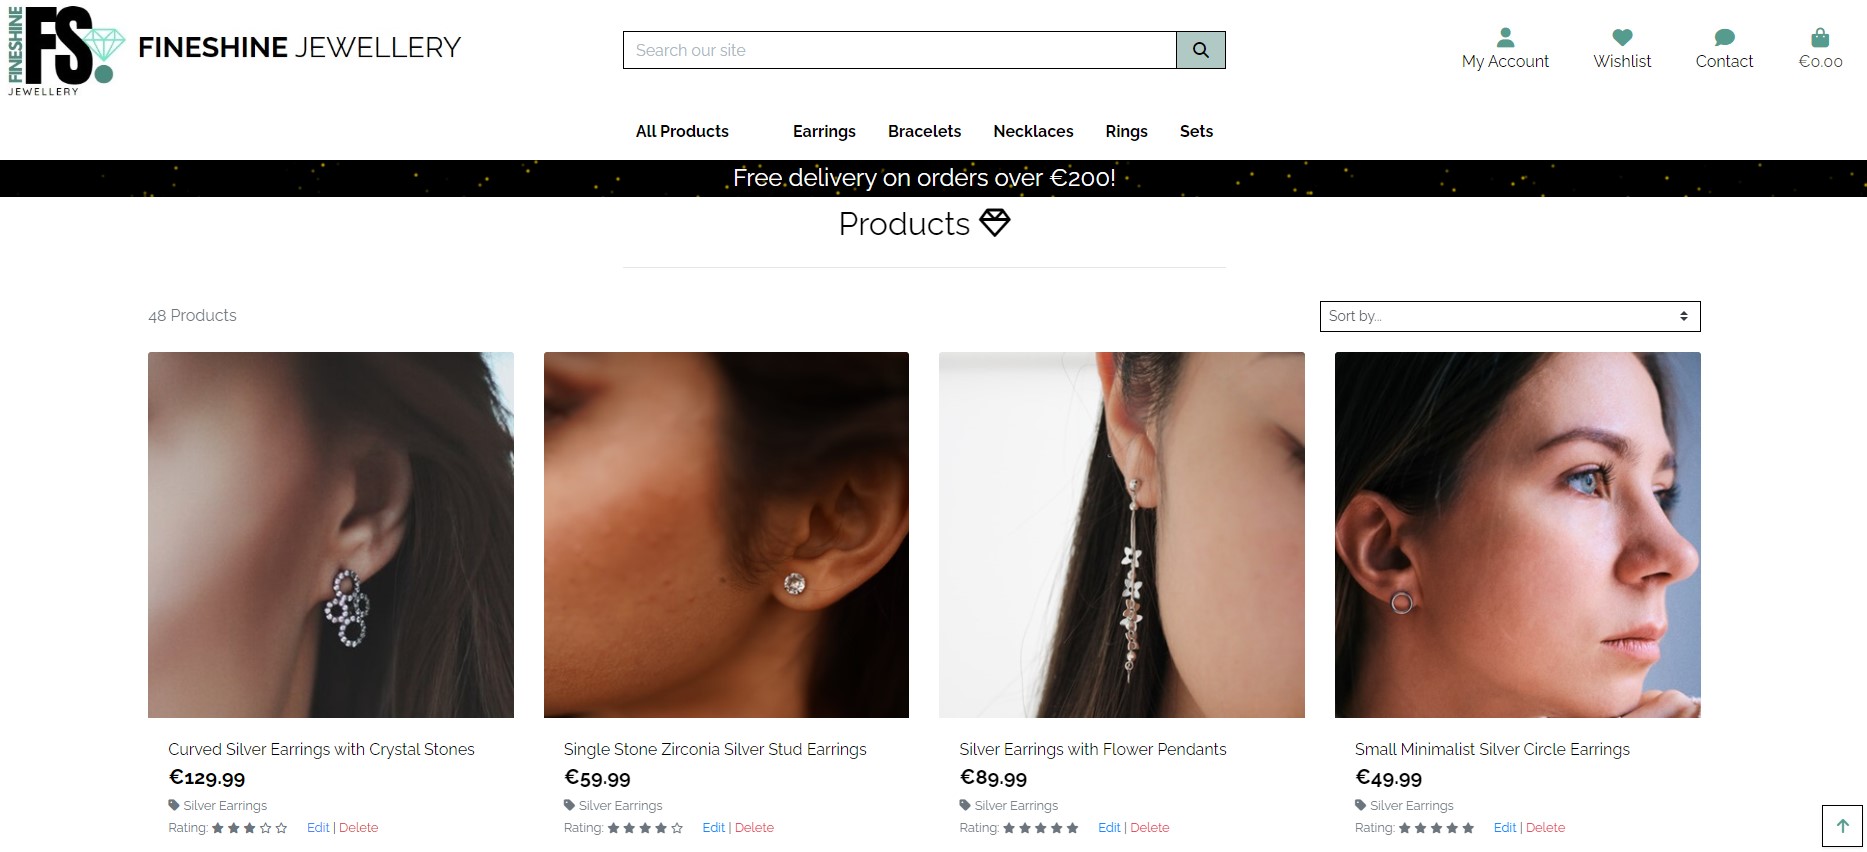 FINESHINE
FS
JEWELLERY
FINESHINE JEWELLERY
Search our site
My Account
Wishlist
Contact
€0.00
All Products
Earrings
Bracelets
Necklaces
Rings
Sets
Free delivery on orders over €200!
Products
48 Products
Sort by...
Curved Silver Earrings with Crystal Stones
€129.99
Silver Earrings
Rating:
Edit | Delete
Single Stone Zirconia Silver Stud Earrings
€59.99
Silver Earrings
Rating:
Edit | Delete
Silver Earrings with Flower Pendants
€89.99
Silver Earrings
Rating:
Edit | Delete
Small Minimalist Silver Circle Earrings
€49.99
Silver Earrings
Rating:
Edit | Delete